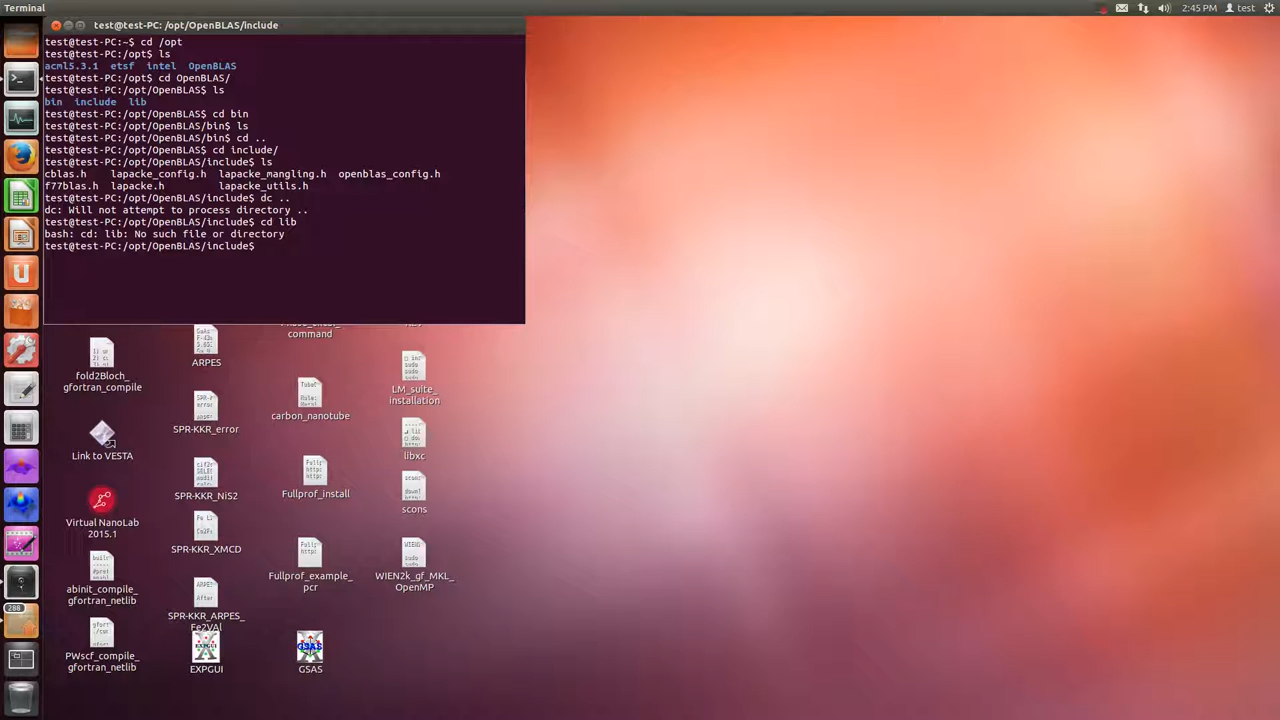 Terminal
2:45 PM
test
test@test-PC: /opt/OpenBLAS/include
test@test-PC:~$ cd /opt
test@test-PC:/opt$ ls
acml5.3.1  etsf  intel  OpenBLAS
test@test-PC:/opt$ cd OpenBLAS/
test@test-PC:/opt/OpenBLAS$ ls
bin  include  lib
test@test-PC:/opt/OpenBLAS$ cd bin
test@test-PC:/opt/OpenBLAS/bin$ ls
test@test-PC:/opt/OpenBLAS/bin$ cd ..
test@test-PC:/opt/OpenBLAS$ cd include/
test@test-PC:/opt/OpenBLAS/include$ ls
cblas.h    lapacke_config.h  lapacke_mangling.h  openblas_config.h
f77blas.h  lapacke.h         lapacke_utils.h
test@test-PC:/opt/OpenBLAS/include$ dc ..
dc: Will not attempt to process directory ..
test@test-PC:/opt/OpenBLAS/include$ cd lib
bash: cd: lib: No such file or directory
test@test-PC:/opt/OpenBLAS/include$
command
fold2Bloch_
gfortran_compile
Link to VESTA
Virtual NanoLab
2015.1
abinit_compile_
gfortran_netlib
PWscf_compile_
gfortran_netlib
ARPES
SPR-KKR_error
SPR-KKR_NiS2
SPR-KKR_XMCD
SPR-KKR_ARPES_
Fe2VAl
EXPGUI
carbon_nanotube
Fullprof_install
Fullprof_example_
pcr
GSAS
LM_suite_
installation
libxc
scons
WIEN2k_gf_MKL_
OpenMP
288